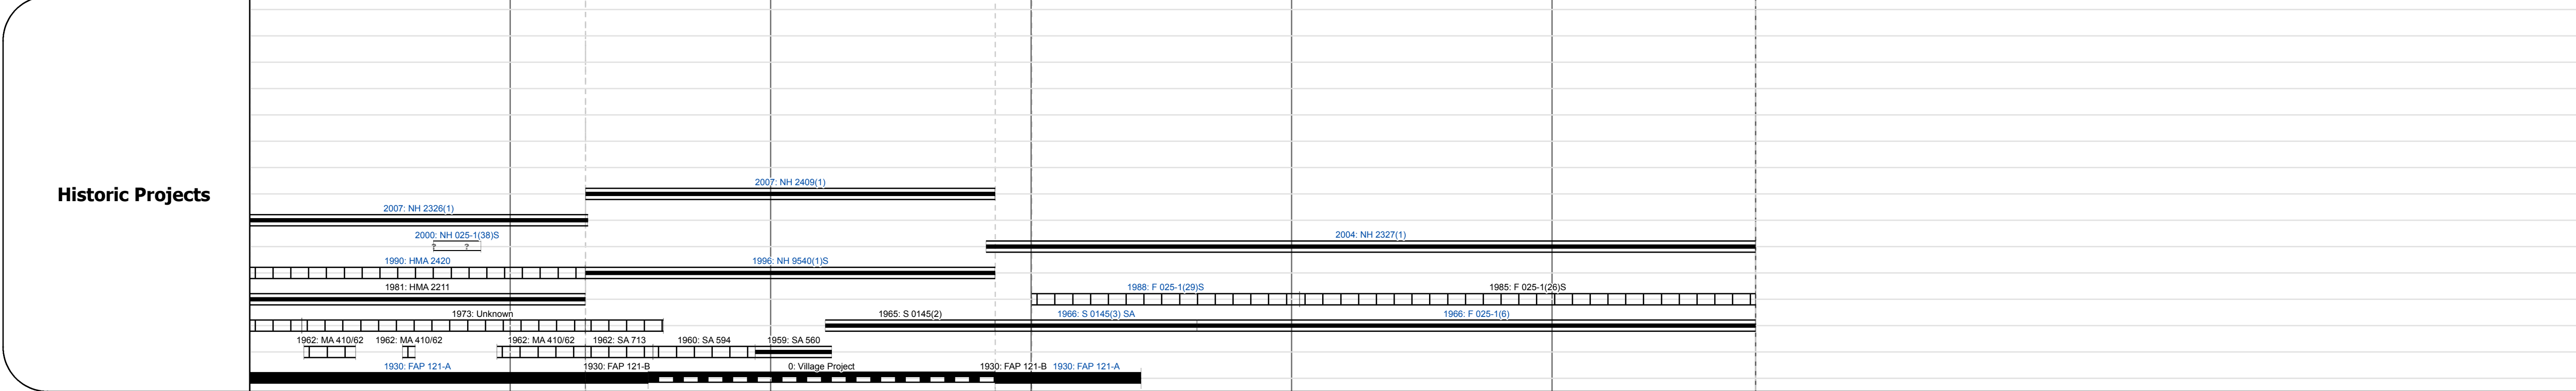 2007: NH 2409(1)
Historic Projects
2007: NH 2326(1)
2000: NH 025-1(38)S
2004: NH 2327(1)
? ?
1990: HMA 2420 1996: NH 9540(1)S
1981: HMA 2211 1988: F 025-1(29)S 1985: F 025-1(26)S
1973: Unknown 1965: S 0145(2) 1966: S 0145(3) SA 1966: F 025-1(6)
1962: MA 410/62 1962: MA 410/62 1962: MA 410/62 1962: SA 713 1960: SA 594 1959: SA 560
1930: FAP 121-A 1930: FAP 121-B 0: Village Project 1930: FAP 121-B 1930: FAP 121-A